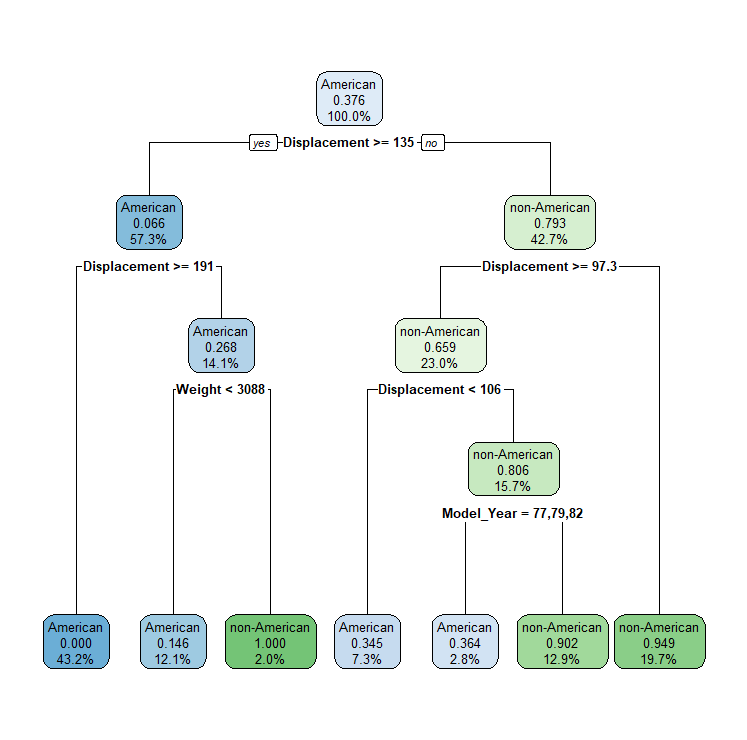 American
0.376
100.0%
yes Displacement >= 135 no
American
0.066
57.3%
non-American
0.793
42.7%
Displacement >= 191
Displacement >= 97.3
American
0.268
14.1%
non-American
0.659
23.0%
Weight < 3088
Displacement < 106
non-American
0.806
15.7%
Model_Year = 77,79,82
American
0.000
43.2%
American
0.146
12.1%
non-American
1.000
2.0%
American
0.345
7.3%
American
0.364
2.8%
non-American
0.902
12.9%
non-American
0.949
19.7%